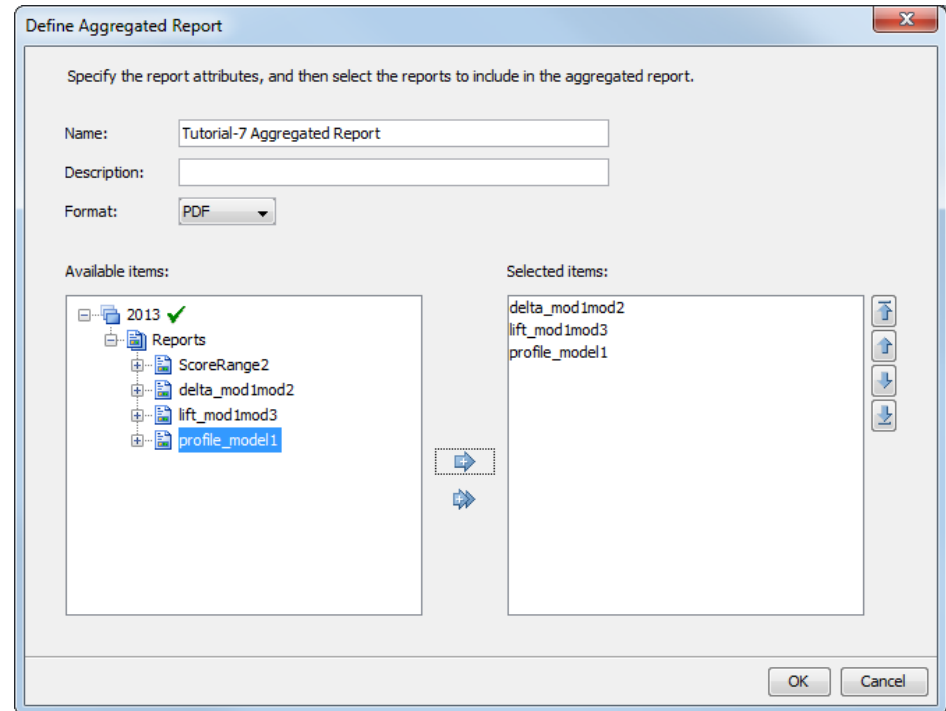 Define Aggregated Report
Specify the report attributes, and then select the reports to include in the aggregated report.
Name: Tutorial-7 Aggregated Report
Description:
Format: PDF
Available items:
2013
Reports
ScoreRange2
delta_mod1mod2
lift_mod1mod3
profile_model1
Selected items:
delta_mod1mod2
lift_mod1mod3
profile_model1
OK Cancel